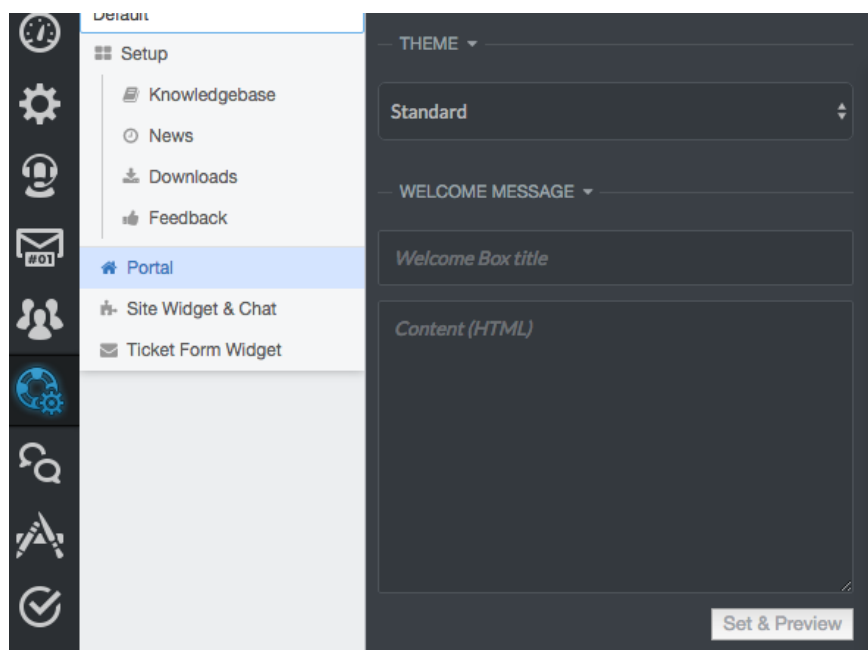 Default
Setup
Knowledgebase
News
Downloads
Feedback
Portal
Site Widget & Chat
Ticket Form Widget
#01
THEME
Standard
WELCOME MESSAGE
Welcome Box title
Content (HTML)
Set & Preview